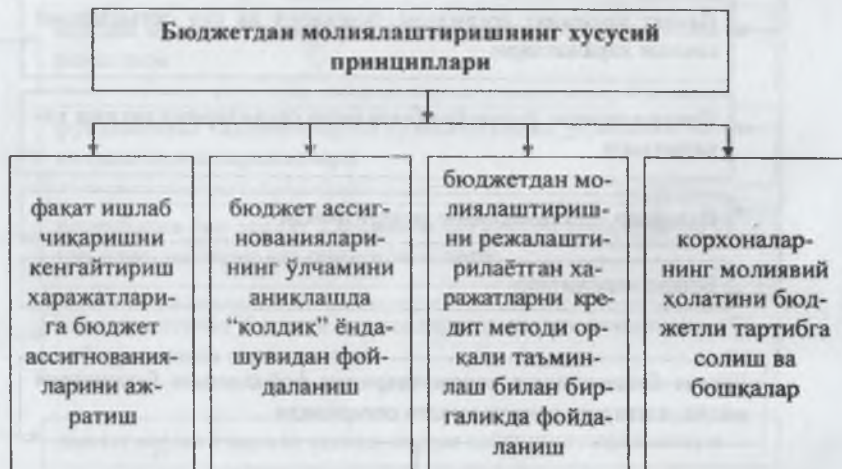 Бюджетдан молиялаштиришнинг хусусий
принциплари
фақат ишлаб
чиқаришни
кенгайтириш
харажатлари-
га бюджет
ассигнования-
ларини аж-
ратиш
бюджет ассиг-
нованиялари-
нинг ўлчамини
аниқлашда
“қолдиқ” ёнда-
шувидан фой-
даланиш
бюджетдан мо-
лиялаштириш-
ни режалашти-
рилаётган ха-
ражатларни кре-
дит методи ор-
қали таъмин-
лаш билан бир-
галикда фойда-
ланиш
корхоналар-
нинг молиявий
ҳолатини бюд-
жетли тартибга
солиш ва
бошқалар